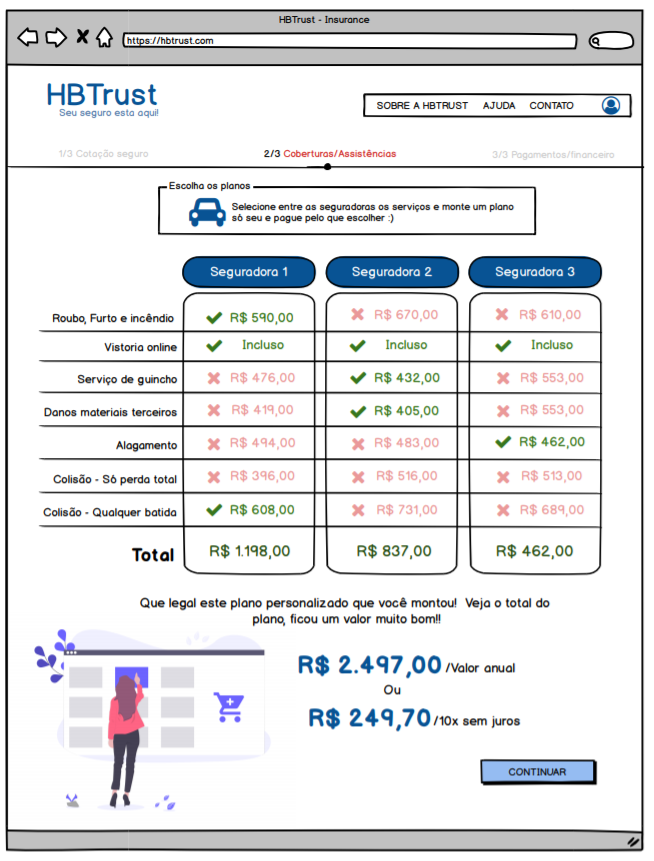 HBTrust - Insurance
https://hbtrust.com
HBTrust
Seu seguro esta aqui!
SOBRE A HBTRUST AJUDA CONTATO
1/3 Cotação seguro 2/3 Coberturas/Assistências 3/3 Pagamentos/financeiro
Escolha os planos
Selecione entre as seguradoras os serviços e monte um plano
só seu e pague pelo que escolher :)
Seguradora 1 Seguradora 2 Seguradora 3
Roubo, Furto e incêndio R$ 590,00 R$ 670,00 R$ 610,00
Vistoria online Incluso Incluso Incluso
Serviço de guincho R$ 476,00 R$ 432,00 R$ 553,00
Danos materiais terceiros R$ 419,00 R$ 405,00 R$ 553,00
Alagamento R$ 494,00 R$ 483,00 R$ 462,00
Colisão - Só perda total R$ 396,00 R$ 516,00 R$ 513,00
Colisão - Qualquer batida R$ 608,00 R$ 731,00 R$ 689,00
Total R$ 1.198,00 R$ 837,00 R$ 462,00
Que legal este plano personalizado que você montou! Veja o total do
plano, ficou um valor muito bom!!
R$ 2.497,00 /Valor anual
Ou
R$ 249,70 /10x sem juros
CONTINUAR